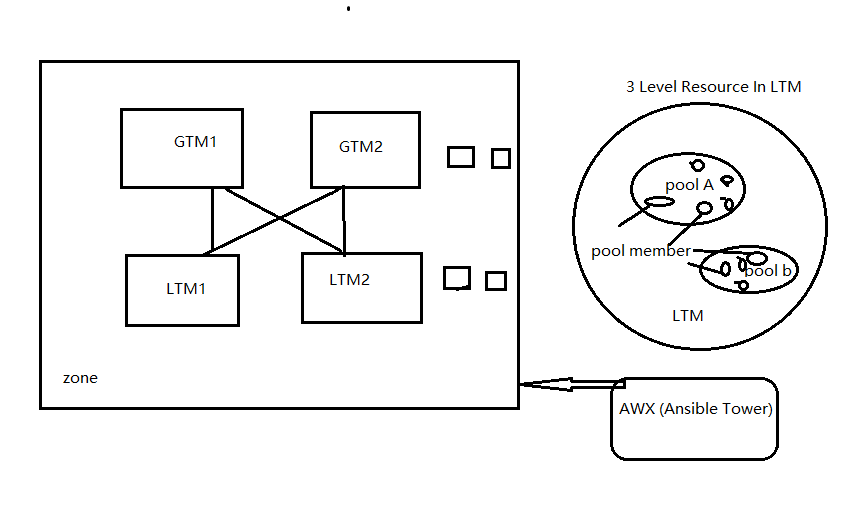 3 Level Resource In LTM
GTM1
GTM2
pool A
pool member
pool b
LTM1
LTM2
LTM
zone
AWX (Ansible Tower)